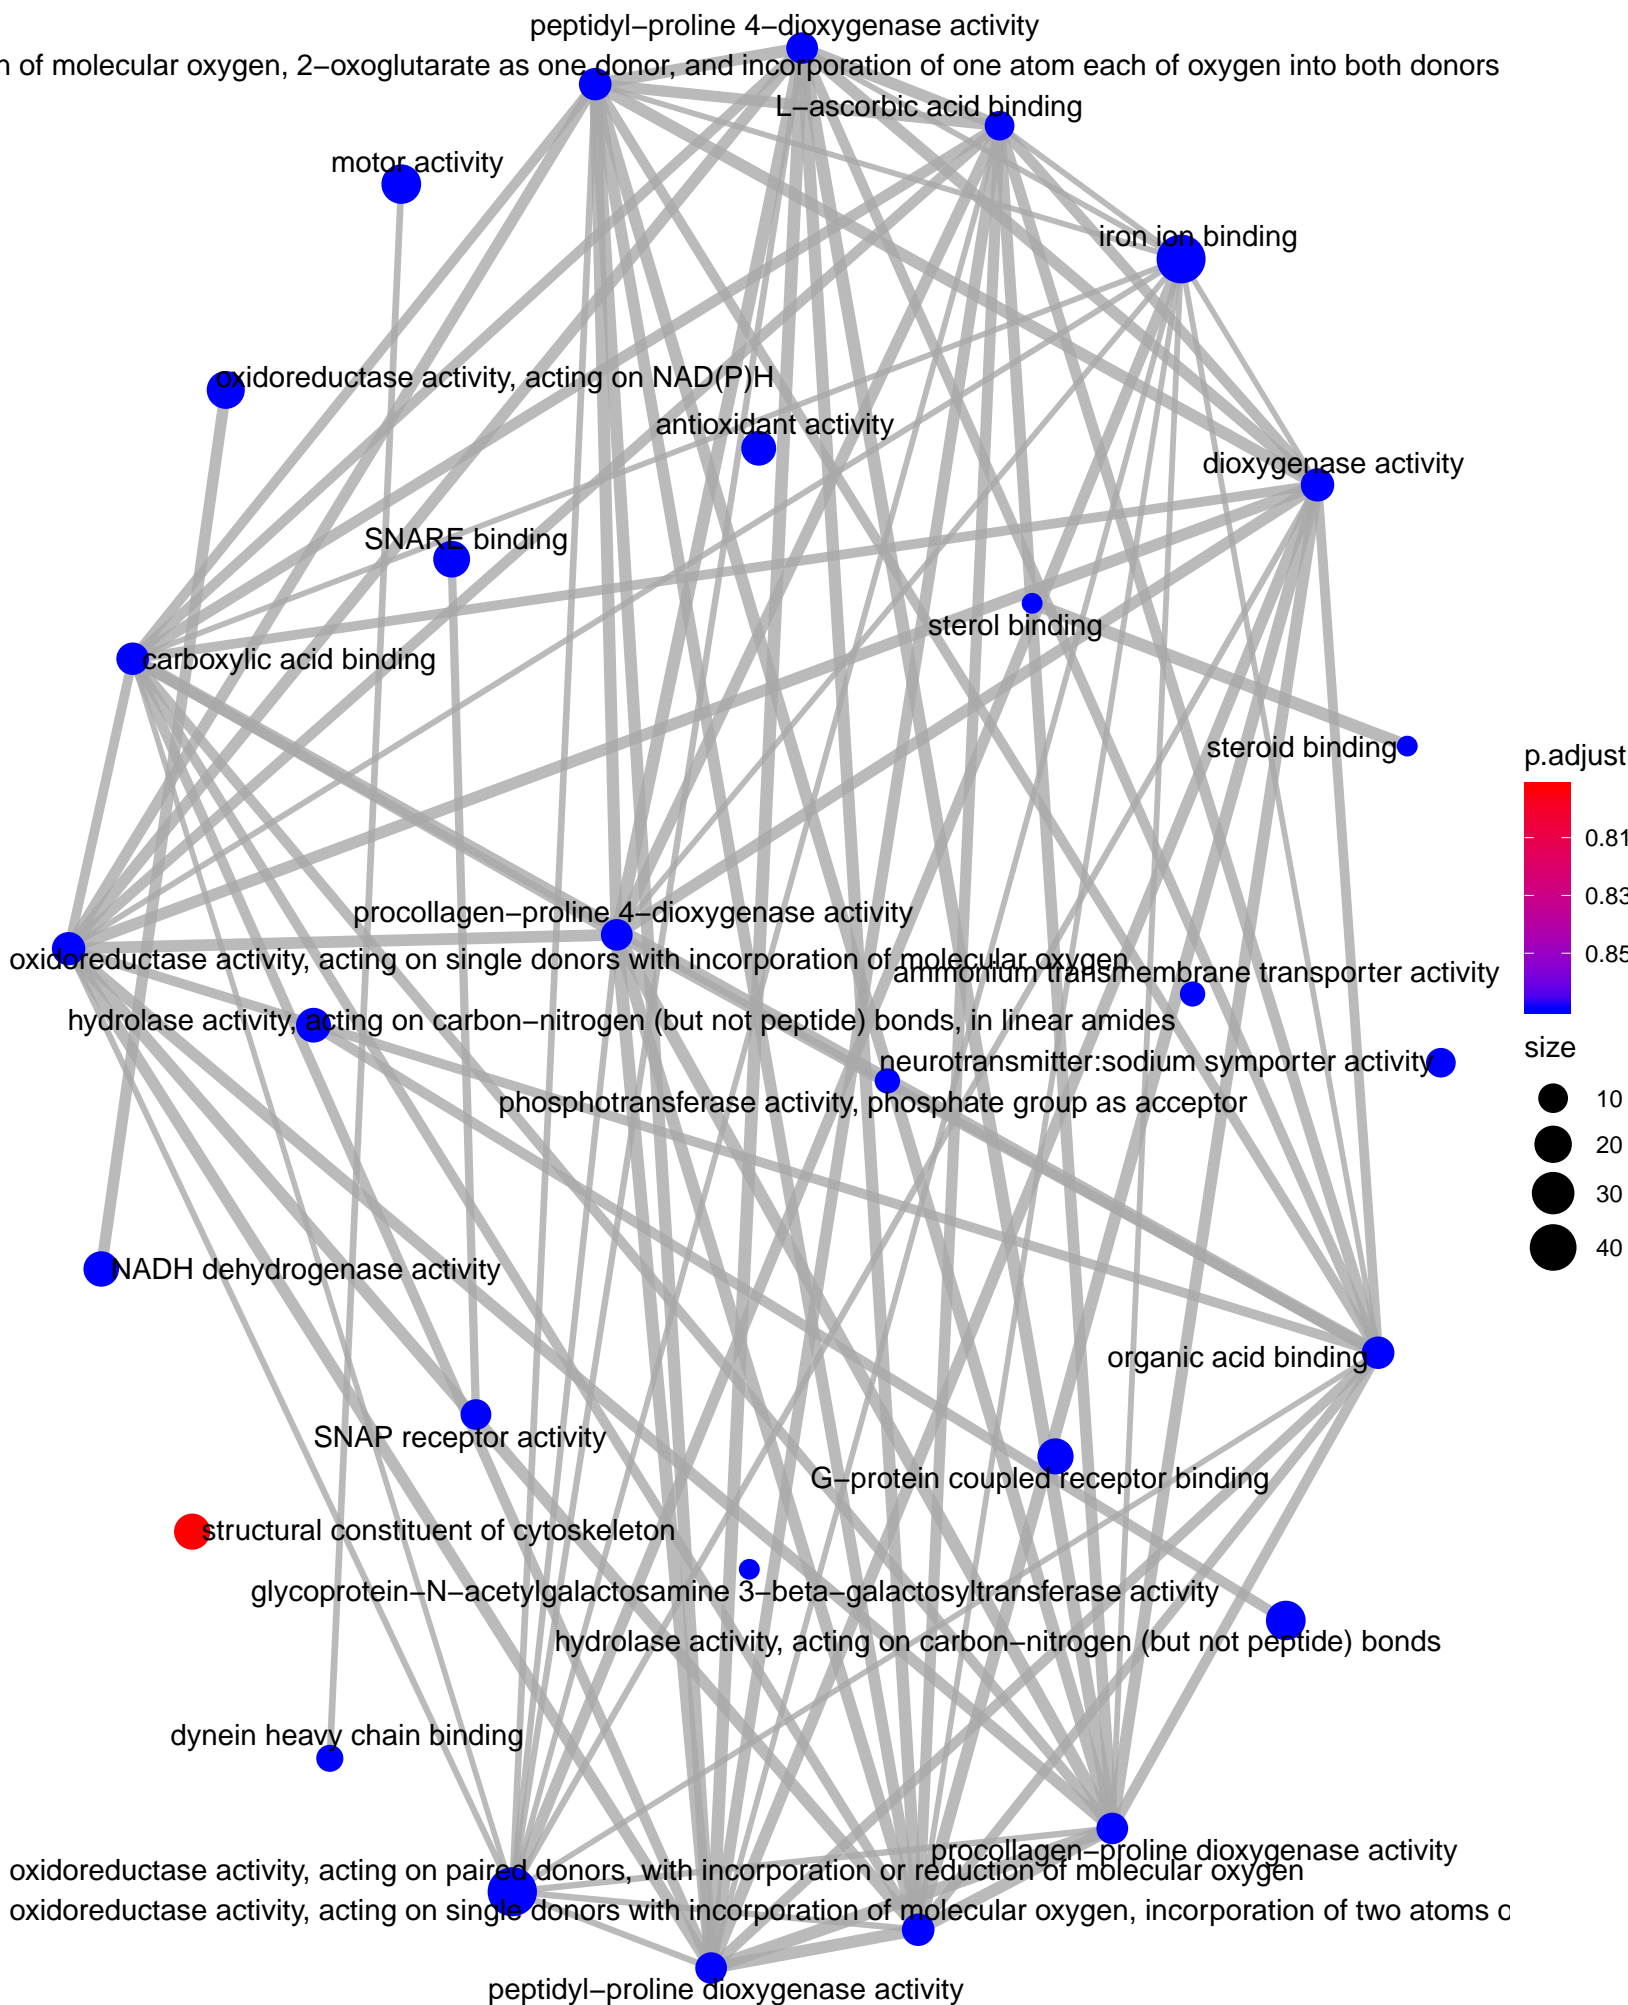 peptidyl−proline 4−dioxygenase activity
n of molecular oxygen, 2−oxoglutarate as one donor, and incorporation of one atom each of oxygen into both donors
L−ascorbic acid binding
motor activity
iron ion binding
oxidoreductase activity, acting on NAD(P)H
antioxidant activity
dioxygenase activity
SNARE binding
sterol binding
carboxylic acid binding
steroid binding
p.adjust
0.81
0.83
0.85
procollagen−proline 4−dioxygenase activity
oxidoreductase activity, acting on single donors with incorporation of molecular oxygen
ammonium transmembrane transporter activity
hydrolase activity, acting on carbon−nitrogen (but not peptide) bonds, in linear amides
neurotransmitter:sodium symporter activity
phosphotransferase activity, phosphate group as acceptor
size
10
20
30
40
NADH dehydrogenase activity
organic acid binding
SNAP receptor activity
G−protein coupled receptor binding
structural constituent of cytoskeleton
glycoprotein−N−acetylgalactosamine 3−beta−galactosyltransferase activity
hydrolase activity, acting on carbon−nitrogen (but not peptide) bonds
dynein heavy chain binding
procollagen−proline dioxygenase activity
oxidoreductase activity, acting on paired donors, with incorporation or reduction of molecular oxygen
oxidoreductase activity, acting on single donors with incorporation of molecular oxygen, incorporation of two atoms o
peptidyl−proline dioxygenase activity